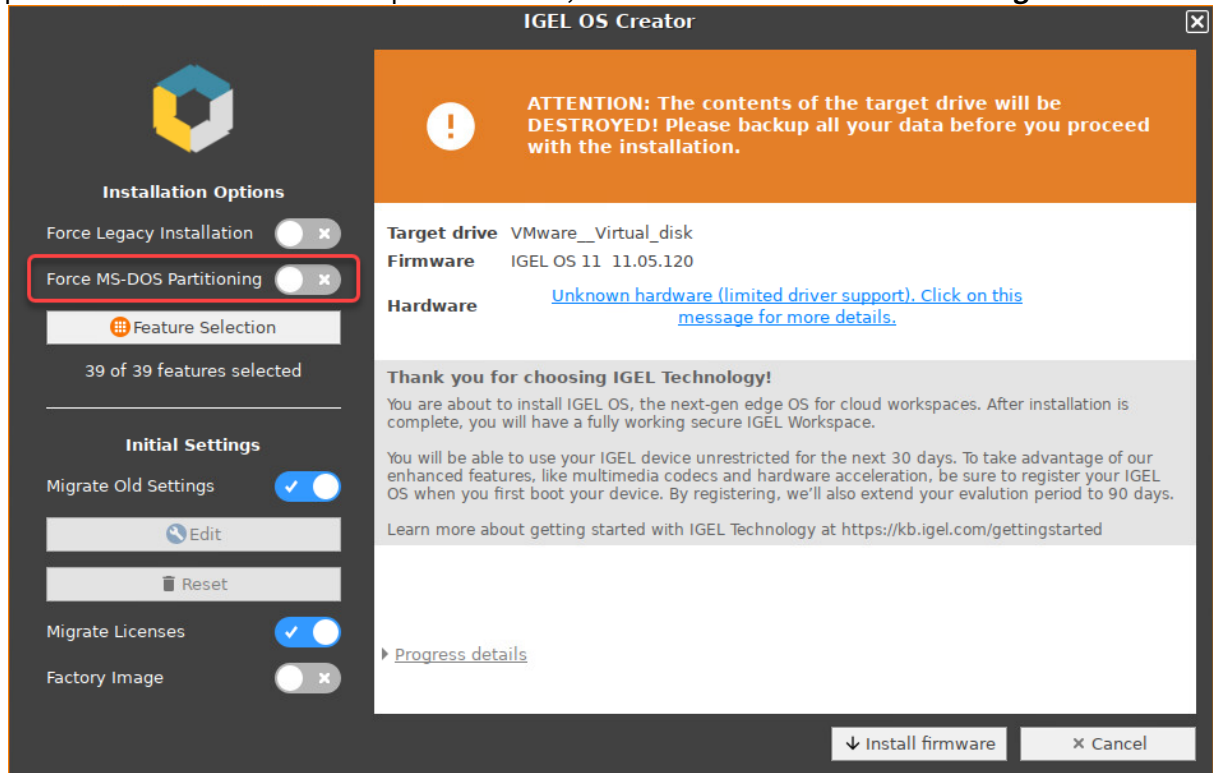 IGEL OS Creator
Installation Options
Force Legacy Installation
Force MS-DOS Partitioning
Feature Selection
39 of 39 features selected
Initial Settings
Migrate Old Settings
Edit
Reset
Migrate Licenses
Factory Image
ATTENTION: The contents of the target drive will be
DESTROYED! Please backup all your data before you proceed
with the installation.
Target drive VMware__Virtual_disk
Firmware IGEL OS 11 11.05.120
Hardware Unknown hardware (limited driver support). Click on this
message for more details.
Thank you for choosing IGEL Technology!
You are about to install IGEL OS, the next-gen edge OS for cloud workspaces. After installation is
complete, you will have a fully working secure IGEL Workspace.
You will be able to use your IGEL device unrestricted for the next 30 days. To take advantage of our
enhanced features, like multimedia codecs and hardware acceleration, be sure to register your IGEL
OS when you first boot your device. By registering, we'll also extend your evalution period to 90 days.
Learn more about getting started with IGEL Technology at https://kb.igel.com/gettingstarted
Progress details
Install firmware
Cancel